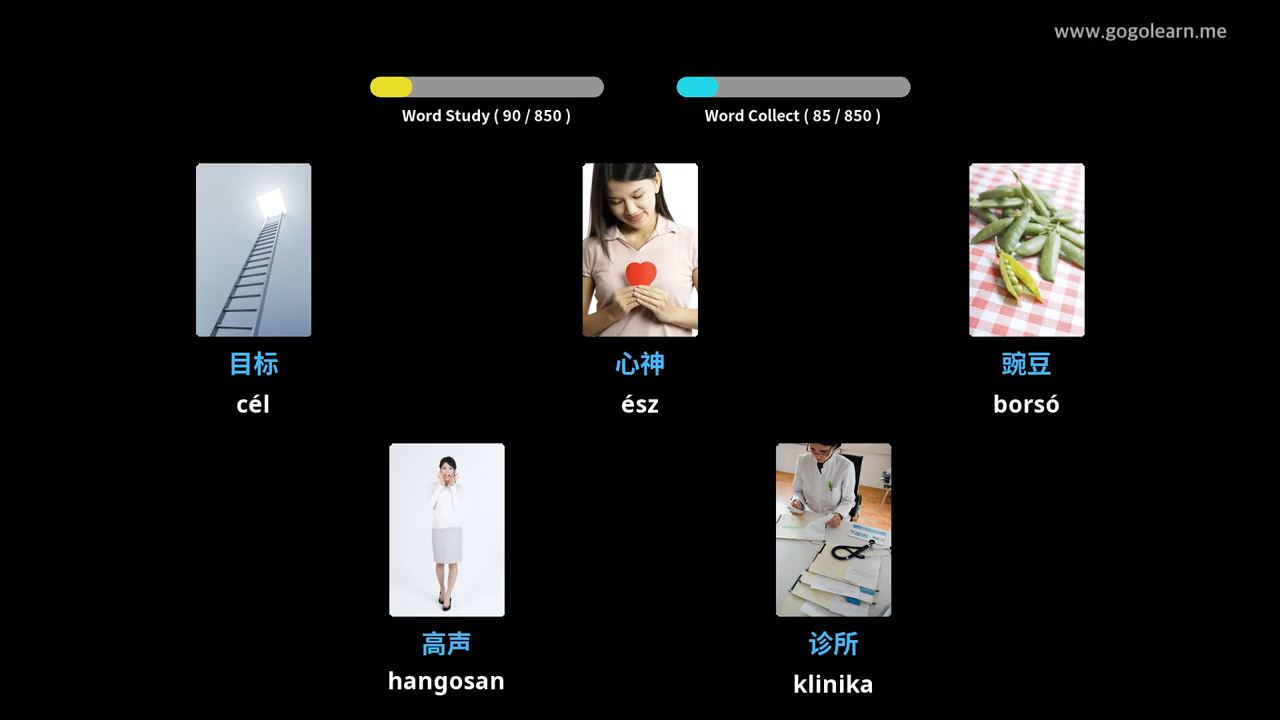 www.gogolearn.me
Word Study ( 90 / 850 )
Word Collect ( 85 / 850 )
目标
cél
心神
ész
豌豆
borsó
高声
hangosan
诊所
klinika